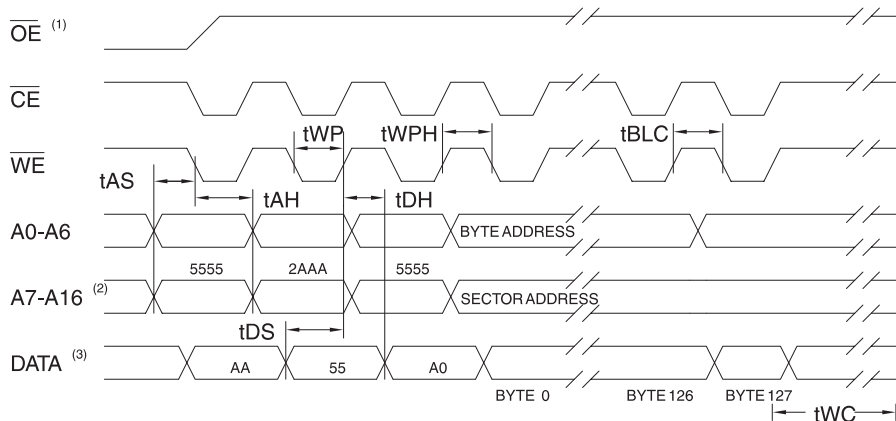 OE (1)
CE
tWP tWPH tBLC
WE
tAS tAH tDH
A0-A6 BYTE ADDRESS
5555 2AAA 5555
A7-A16 (2) SECTOR ADDRESS
tDS
DATA (3) AA 55 A0
BYTE 0 BYTE 126 BYTE 127
tWC